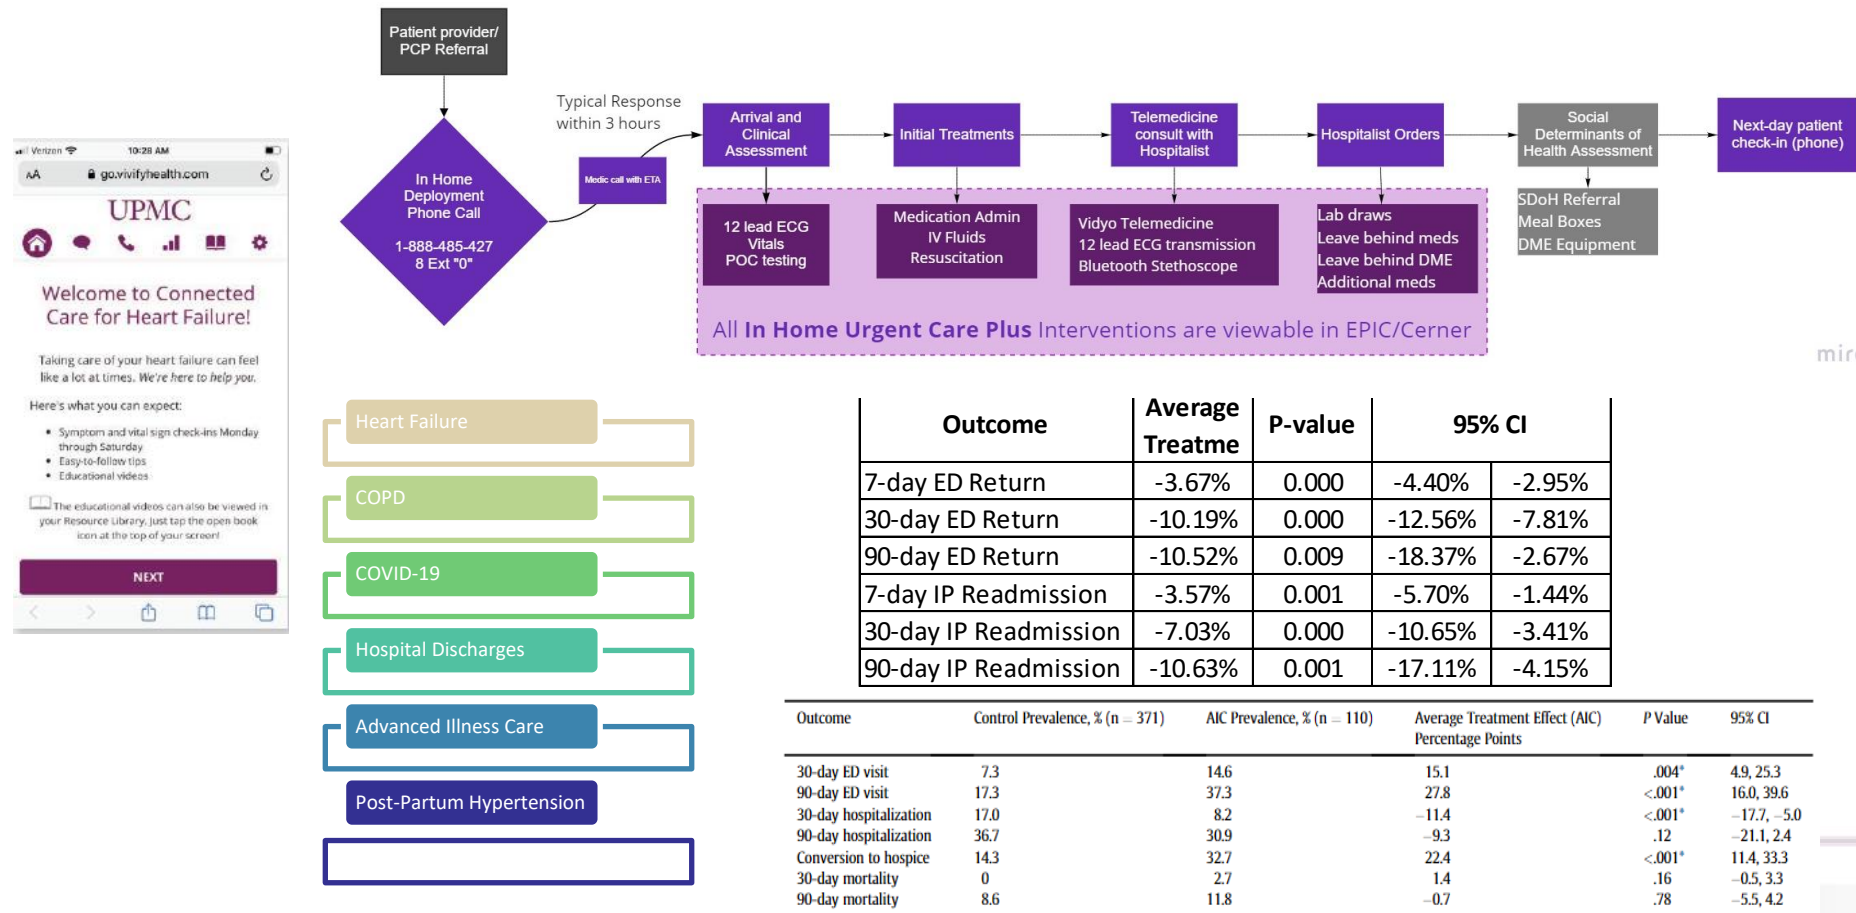 Patient provider/
PCP Referral
In Home
Deployment
Phone Call
1-888-485-427
8 Ext "0"
Typical Response
within 3 hours
Medic call with ETA
Arrival and
Clinical
Assessment
Initial Treatments
Telemedicine
consult with
Hospitalist
Hospitalist Orders
Social
Determinants of
Health Assessment
Next-day patient
check-in (phone)
12 lead ECG
Vitals
POC testing
Medication Admin
IV Fluids
Resuscitation
Vidyo Telemedicine
12 lead ECG transmission
Bluetooth Stethoscope
Lab draws
Leave behind meds
Leave behind DME
Additional meds
SDoH Referral
Meal Boxes
DME Equipment
All In Home Urgent Care Plus Interventions are viewable in EPIC/Cerner
Verizon 10:28 AM
AA go.vivifyhealth.com
UPMC
Welcome to Connected
Care for Heart Failure!
Taking care of your heart failure can feel
like a lot at times. We're here to help you.
Here's what you can expect:
• Symptom and vital sign check-ins Monday
through Saturday
• Easy-to-follow tips
• Educational videos
The educational videos can also be viewed in
your Resource Library. Just tap the open book
icon at the top of your screen!
NEXT
Heart Failure
COPD
COVID-19
Hospital Discharges
Advanced Illness Care
Post-Partum Hypertension
Outcome Average Treatme P-value 95% CI
7-day ED Return -3.67% 0.000 -4.40% -2.95%
30-day ED Return -10.19% 0.000 -12.56% -7.81%
90-day ED Return -10.52% 0.009 -18.37% -2.67%
7-day IP Readmission -3.57% 0.001 -5.70% -1.44%
30-day IP Readmission -7.03% 0.000 -10.65% -3.41%
90-day IP Readmission -10.63% 0.001 -17.11% -4.15%
Outcome Control Prevalence, % (n = 371) AIC Prevalence, % (n = 110) Average Treatment Effect (AIC) P Value 95% CI
Percentage Points
30-day ED visit 7.3 14.6 15.1 .004* 4.9, 25.3
90-day ED visit 17.3 37.3 27.8 <.001* 16.0, 39.6
30-day hospitalization 17.0 8.2 −11.4 <.001* −17.7, −5.0
90-day hospitalization 36.7 30.9 −9.3 .12 −21.1, 2.4
Conversion to hospice 14.3 32.7 22.4 <.001* 11.4, 33.3
30-day mortality 0 2.7 1.4 .16 −0.5, 3.3
90-day mortality 8.6 11.8 −0.7 .78 −5.5, 4.2